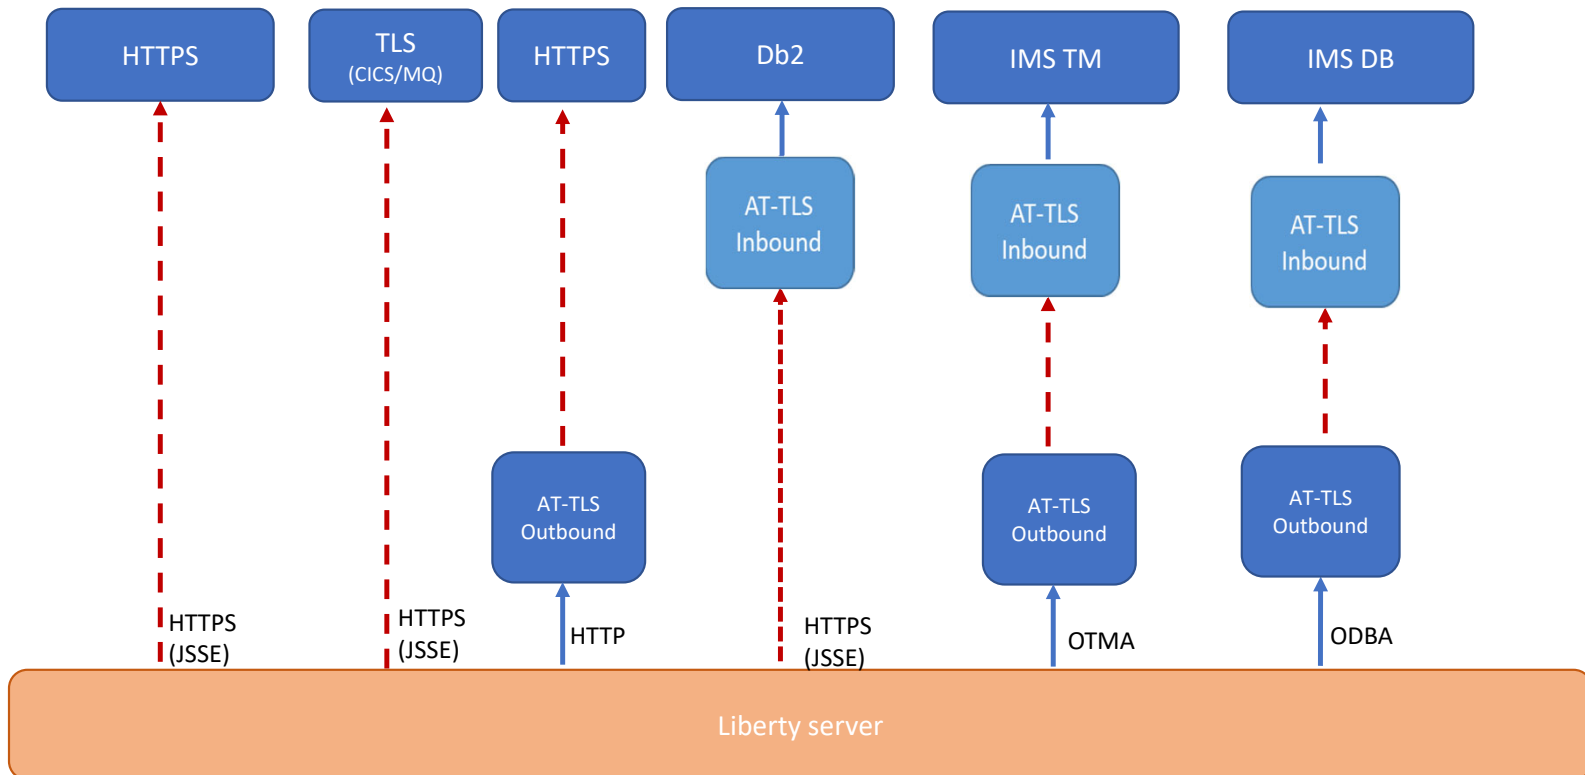 HTTPS
TLS
(CICS/MQ)
HTTPS
Db2
IMS TM
IMS DB
AT-TLS
Inbound
AT-TLS
Inbound
AT-TLS
Inbound
AT-TLS
Outbound
AT-TLS
Outbound
AT-TLS
Outbound
HTTPS
(JSSE)
HTTPS
(JSSE)
HTTP
HTTPS
(JSSE)
OTMA
ODBA
Liberty server